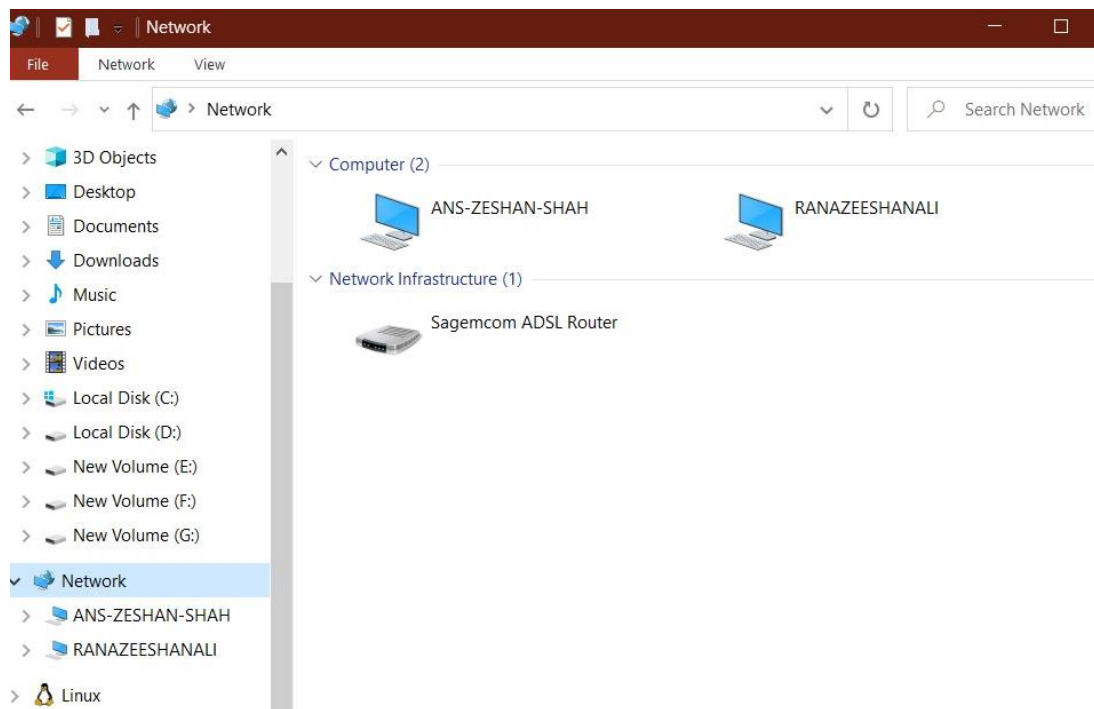 Network
File Network View
Network
Search Network
3D Objects
Desktop
Documents
Downloads
Music
Pictures
Videos
Local Disk (C:)
Local Disk (D:)
New Volume (E:)
New Volume (F:)
New Volume (G:)
Network
ANS-ZESHAN-SHAH
RANAZEESHANALI
Linux
Computer (2)
ANS-ZESHAN-SHAH
RANAZEESHANALI
Network Infrastructure (1)
Sagemcom ADSL Router